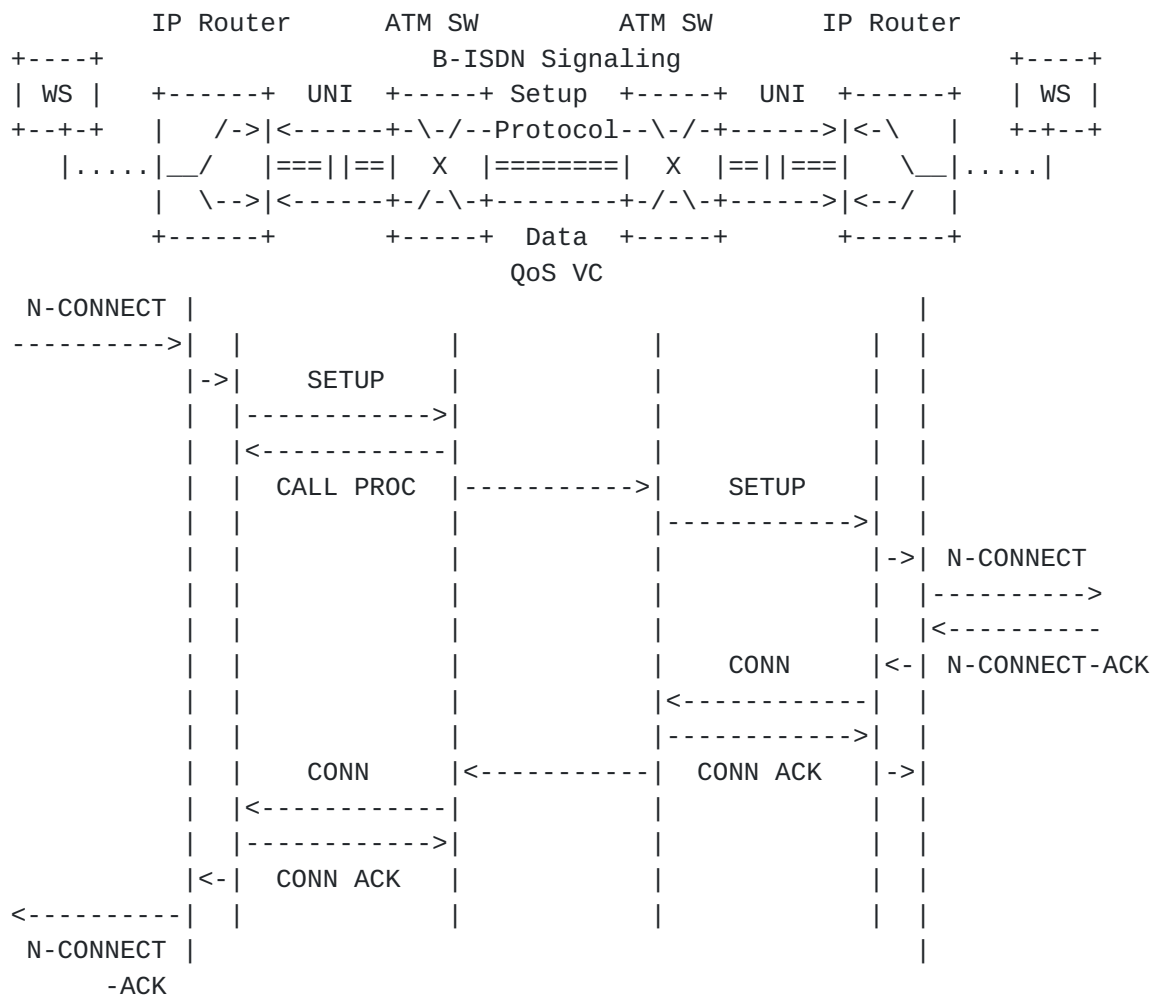 IP Router ATM SW ATM SW IP Router
B-ISDN Signaling
WS UNI Setup UNI WS
Protocol
X X
Data
QoS VC
N-CONNECT
SETUP
CALL PROC SETUP
N-CONNECT
CONN N-CONNECT-ACK
CONN CONN ACK
CONN ACK
N-CONNECT
-ACK